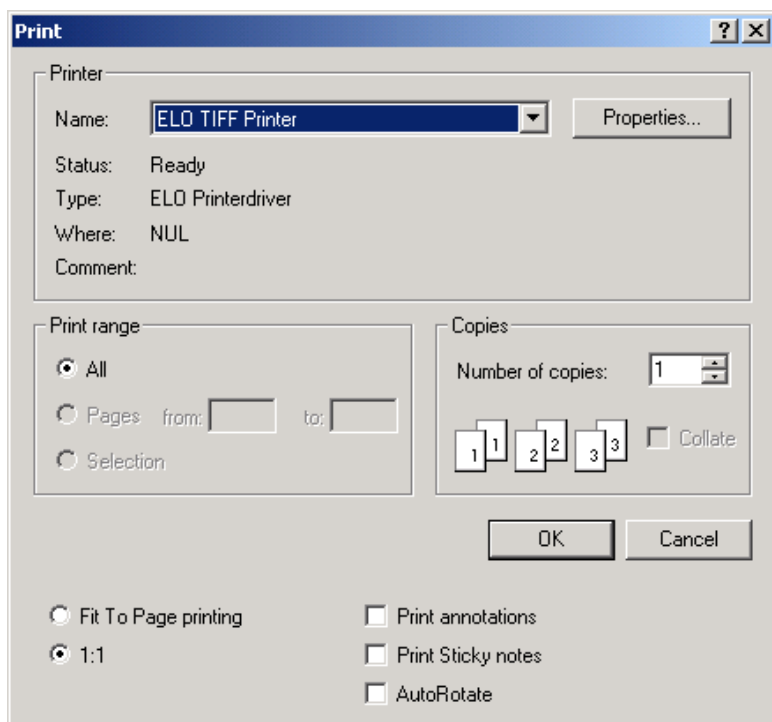 Print
Printer
Name: ELO TIFF Printer Properties...
Status: Ready
Type: ELO Printerdriver
Where: NUL
Comment:
Print range
All
Pages from: to:
Selection
Copies
Number of copies: 1
1 1 2 2 3 3 Collate
OK Cancel
Fit To Page printing
1:1
Print annotations
Print Sticky notes
AutoRotate